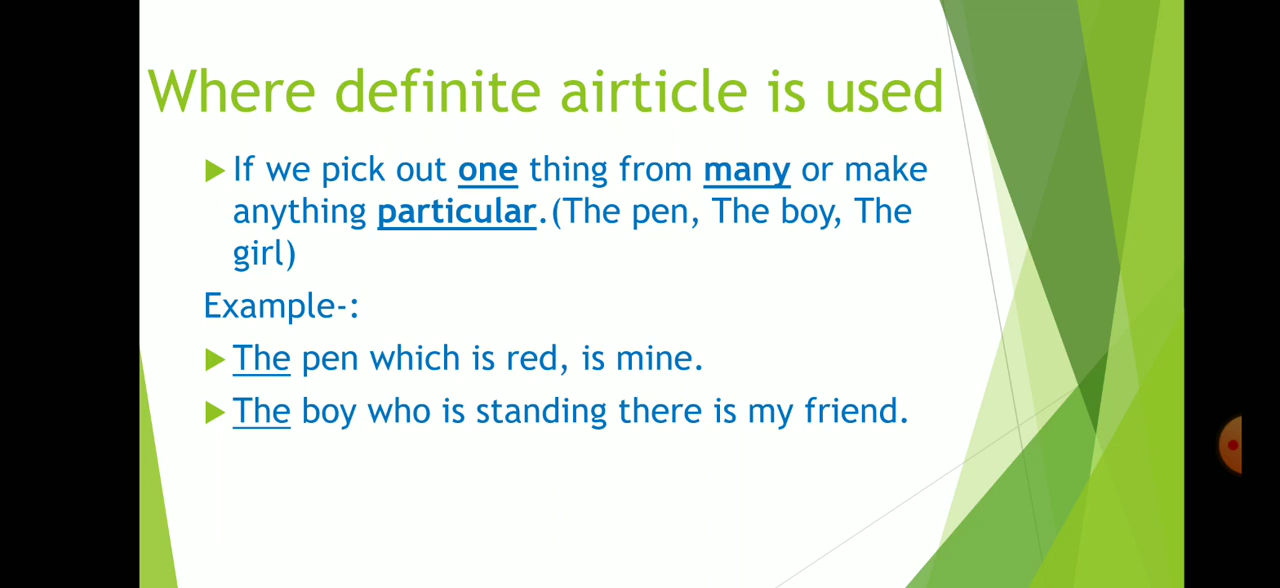 Where definite airticle is used
If we pick out one thing from many or make
anything particular.(The pen, The boy, The
girl)
Example-:
The pen which is red, is mine.
The boy who is standing there is my friend.